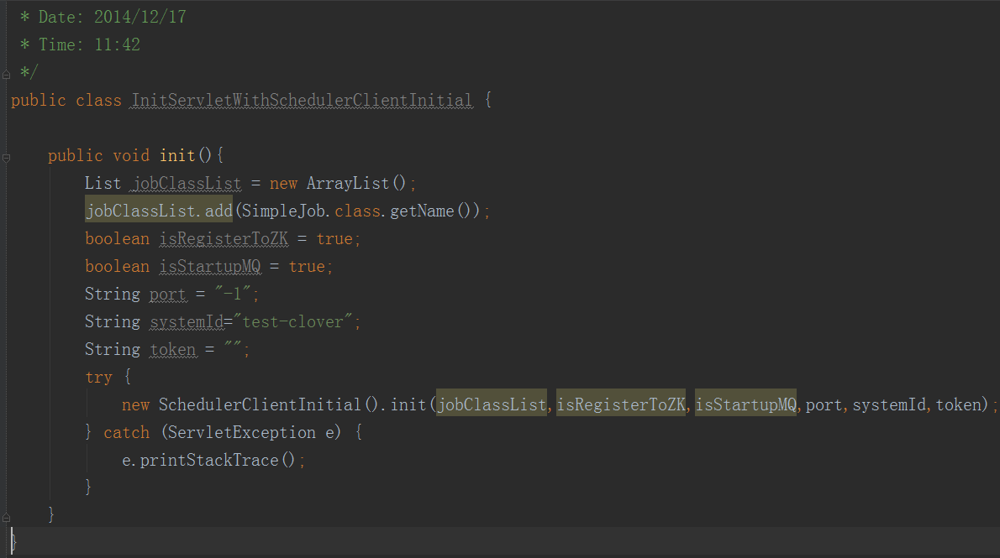 * Date: 2014/12/17
* Time: 11:42
*/
public class InitServletWithSchedulerClientInitial {
public void init(){
List jobClassList = new ArrayList();
jobClassList.add(SimpleJob.class.getName());
boolean isRegisterToZK = true;
boolean isStartupMQ = true;
String port = "-1";
String systemId="test-clover";
String token = "";
try {
new SchedulerClientInitial().init(jobClassList,isRegisterToZK,isStartupMQ,port,systemId,token);
} catch (ServletException e) {
e.printStackTrace();
}
}
}